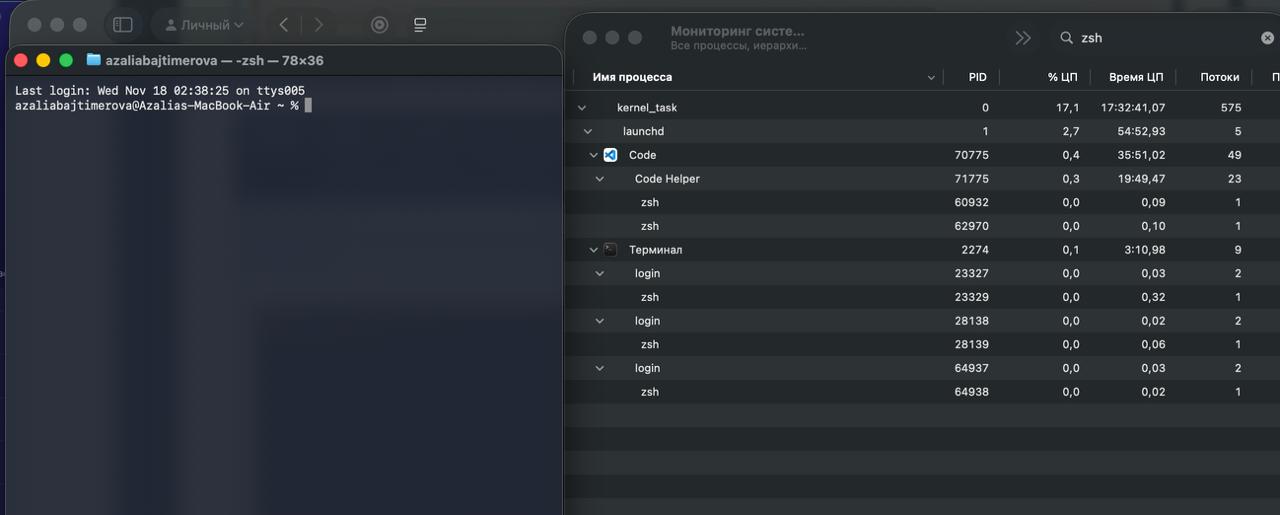 Личный
azaliabajtimerova — -zsh — 78×36
Last login: Wed Nov 18 02:38:25 on ttys005
azaliabajtimerova@Azalias-MacBook-Air ~ %
Мониторинг систе...
Все процессы, иерархи...
zsh
Имя процесса PID % ЦП Время ЦП Потоки
kernel_task 0 17,1 17:32:41,07 575
launchd 1 2,7 54:52,93 5
Code 70775 0,4 35:51,02 49
Code Helper 71775 0,3 19:49,47 23
zsh 60932 0,0 0,09 1
zsh 62970 0,0 0,10 1
Терминал 2274 0,1 3:10,98 9
login 23327 0,0 0,03 2
zsh 23329 0,0 0,32 1
login 28138 0,0 0,02 2
zsh 28139 0,0 0,06 1
login 64937 0,0 0,03 2
zsh 64938 0,0 0,02 1